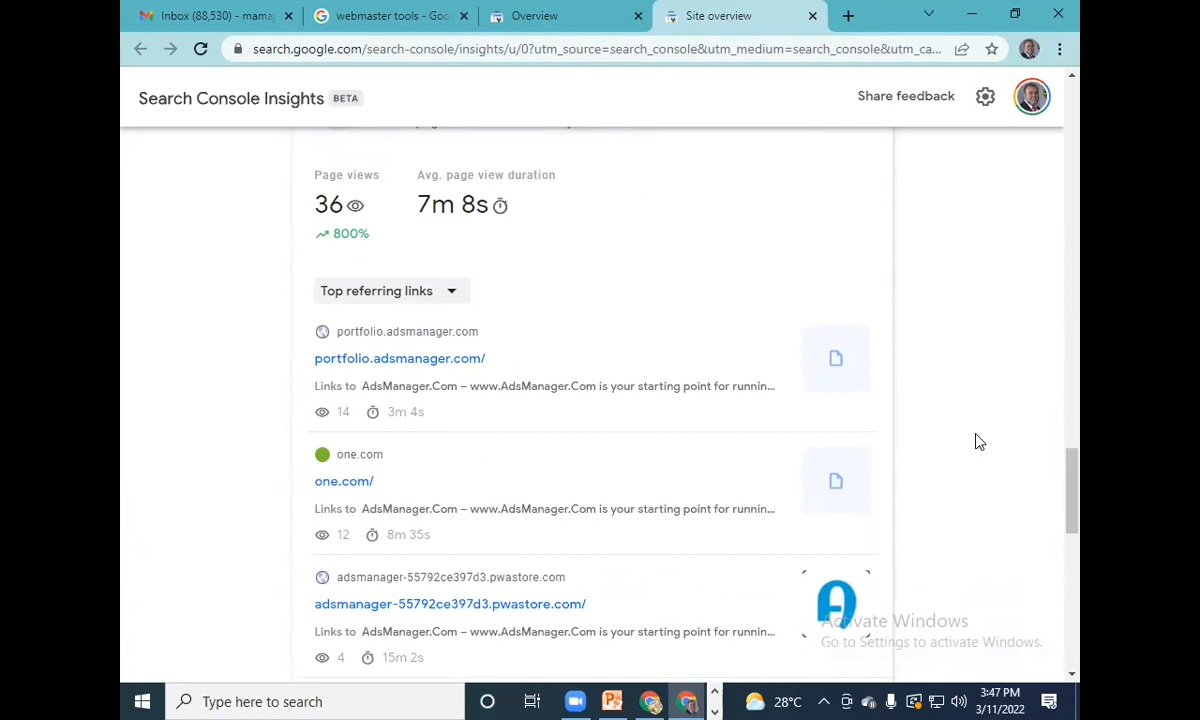 Inbox (88,530) - mama
webmaster tools - Goo
Overview
Site overview
search.google.com/search-console/insights/u/0?utm_source=search_console&utm_medium=search_console&utm_ca...
Search Console Insights BETA
Share feedback
Page views
Avg. page view duration
36
7m 8s
800%
Top referring links
portfolio.adsmanager.com
portfolio.adsmanager.com/
Links to AdsManager.Com – www.AdsManager.Com is your starting point for runnin...
14 3m 4s
one.com
one.com/
Links to AdsManager.Com – www.AdsManager.Com is your starting point for runnin...
12 8m 35s
adsmanager-55792ce397d3.pwastore.com
adsmanager-55792ce397d3.pwastore.com/
Links to AdsManager.Com – www.AdsManager.Com is your starting point for runnin...
4 15m 2s
Activate Windows
Go to Settings to activate Windows.
Type here to search
28°C
3:47 PM
3/11/2022